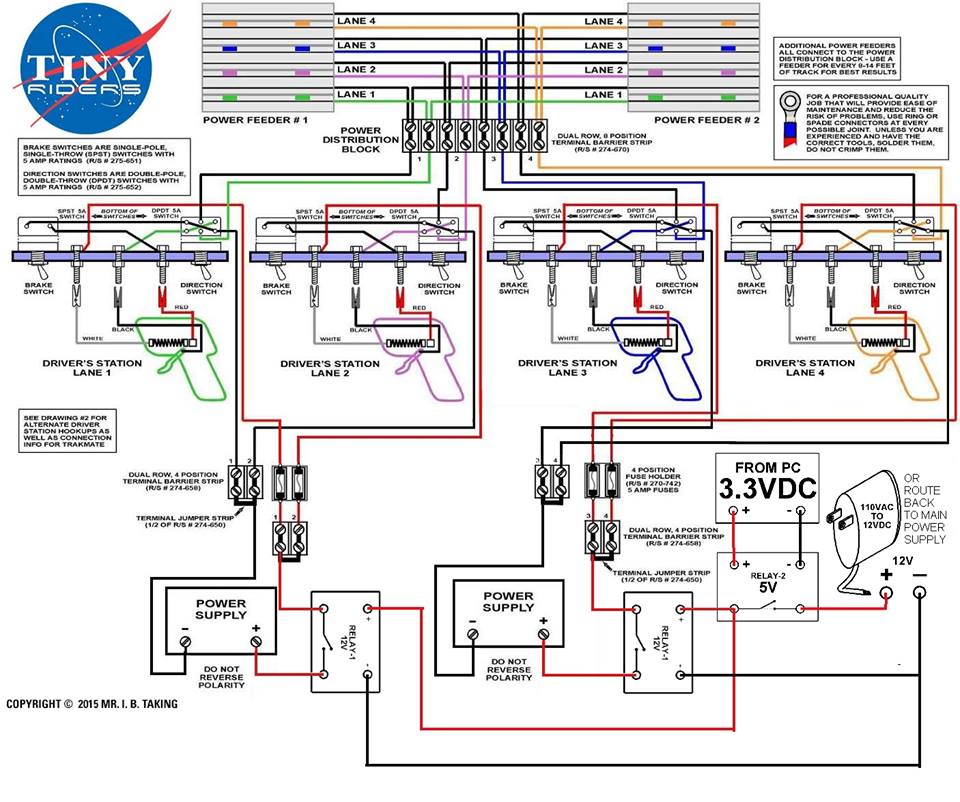 TINY
RIDERS
LANE 4
LANE 3
LANE 2
LANE 1
POWER FEEDER # 1
LANE 4
LANE 3
LANE 2
LANE 1
POWER FEEDER # 2
ADDITIONAL POWER FEEDERS
ALL CONNECT TO THE POWER
DISTRIBUTION BLOCK - USE A
FEEDER FOR EVERY 8-14 FEET
OF TRACK FOR BEST RESULTS
FOR A PROFESSIONAL QUALITY
JOB THAT WILL PROVIDE EASE OF
MAINTENANCE AND REDUCE THE
RISK OF PROBLEMS, USE RING OR
SPADE CONNECTORS AT EVERY
POSSIBLE JOINT. UNLESS YOU ARE
EXPERIENCED AND HAVE THE
CORRECT TOOLS, SOLDER THEM,
DO NOT CRIMP THEM.
POWER
DISTRIBUTION
BLOCK
1 2 3 4
DUAL ROW, 8 POSITION
TERMINAL BARRIER STRIP
(R/S # 274-670)
BRAKE SWITCHES ARE SINGLE-POLE,
SINGLE-THROW (SPST) SWITCHES WITH
5 AMP RATINGS (R/S # 275-651)
DIRECTION SWITCHES ARE DOUBLE-POLE,
DOUBLE-THROW (DPDT) SWITCHES WITH
5 AMP RATINGS (R/S # 275-652)
SPST 5A
SWITCH
BOTTOM OF
SWITCHES
DPDT 5A
SWITCH
BRAKE
SWITCH
DIRECTION
SWITCH
RED
BLACK
WHITE
DRIVER'S STATION
LANE 1
SPST 5A
SWITCH
BOTTOM OF
SWITCHES
DPDT 5A
SWITCH
BRAKE
SWITCH
DIRECTION
SWITCH
RED
BLACK
WHITE
DRIVER'S STATION
LANE 2
SPST 5A
SWITCH
BOTTOM OF
SWITCHES
DPDT 5A
SWITCH
BRAKE
SWITCH
DIRECTION
SWITCH
RED
BLACK
WHITE
DRIVER'S STATION
LANE 3
SPST 5A
SWITCH
BOTTOM OF
SWITCHES
DPDT 5A
SWITCH
BRAKE
SWITCH
DIRECTION
SWITCH
RED
BLACK
WHITE
DRIVER'S STATION
LANE 4
SEE DRAWING #2 FOR
ALTERNATE DRIVER
STATION HOOKUPS AS
WELL AS CONNECTION
INFO FOR TRAKMATE
1 2
DUAL ROW, 4 POSITION
TERMINAL BARRIER STRIP
(R/S # 274-658)
TERMINAL JUMPER STRIP
(1/2 OF R/S # 274-650)
1 2
3 4
4 POSITION
FUSE HOLDER
(R/S # 270-742)
5 AMP FUSES
3 4
DUAL ROW, 4 POSITION
TERMINAL BARRIER STRIP
(R/S # 274-658)
TERMINAL JUMPER STRIP
(1/2 OF R/S # 274-650)
FROM PC
3.3VDC
+ -
+ -
RELAY-2
5V
110VAC
TO
12VDC
OR
ROUTE
BACK
TO MAIN
POWER
SUPPLY
12V
+ −
POWER
SUPPLY
- +
DO NOT
REVERSE
POLARITY
RELAY-1
12V
+
-
POWER
SUPPLY
- +
DO NOT
REVERSE
POLARITY
RELAY-1
12V
+
-
COPYRIGHT © 2015 MR. I. B. TAKING